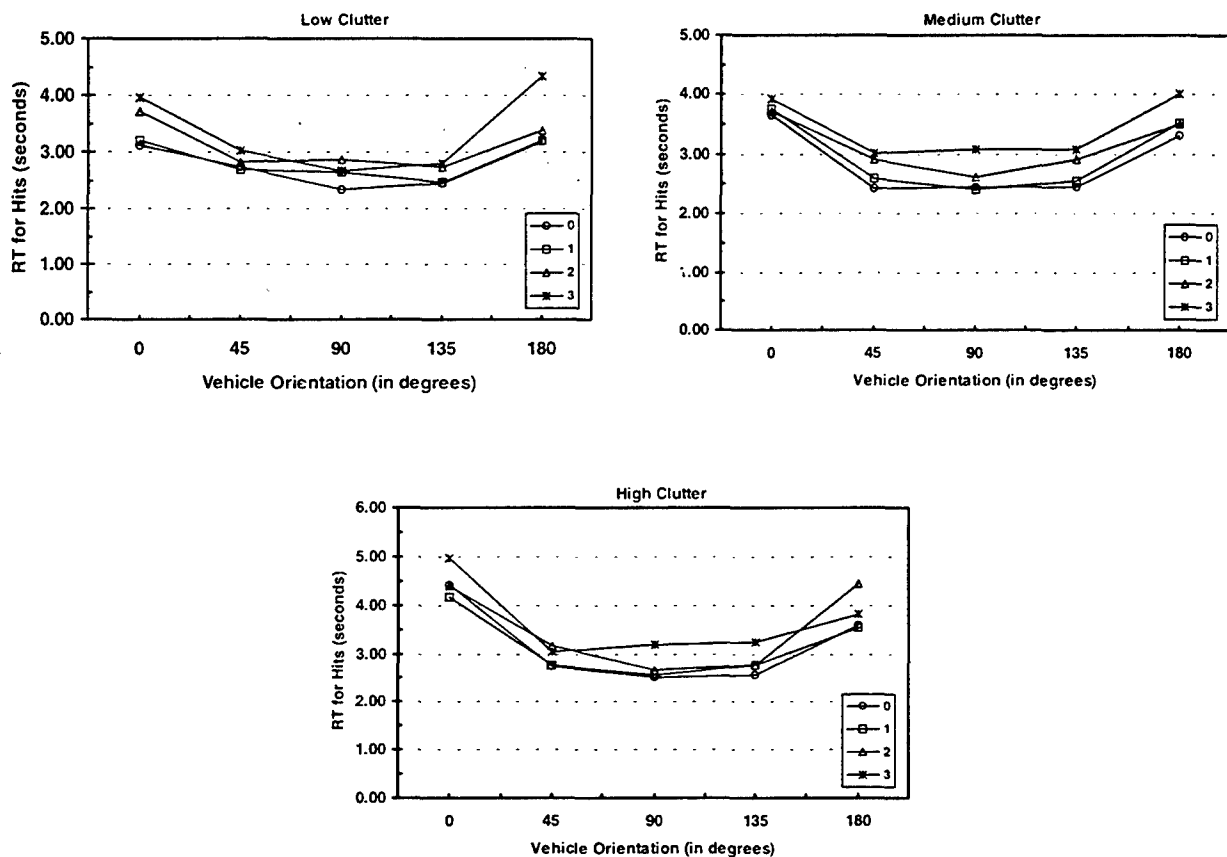 Low Clutter
RT for Hits (seconds)
5.00
4.00
3.00
2.00
1.00
0.00
0
1
2
3
0 45 90 135 180
Vehicle Orientation (in degrees)
Medium Clutter
RT for Hits (seconds)
5.00
4.00
3.00
2.00
1.00
0.00
0
1
2
3
0 45 90 135 180
Vehicle Orientation (in degrees)
High Clutter
RT for Hits (seconds)
6.00
5.00
4.00
3.00
2.00
1.00
0.00
0
1
2
3
0 45 90 135 180
Vehicle Orientation (in degrees)